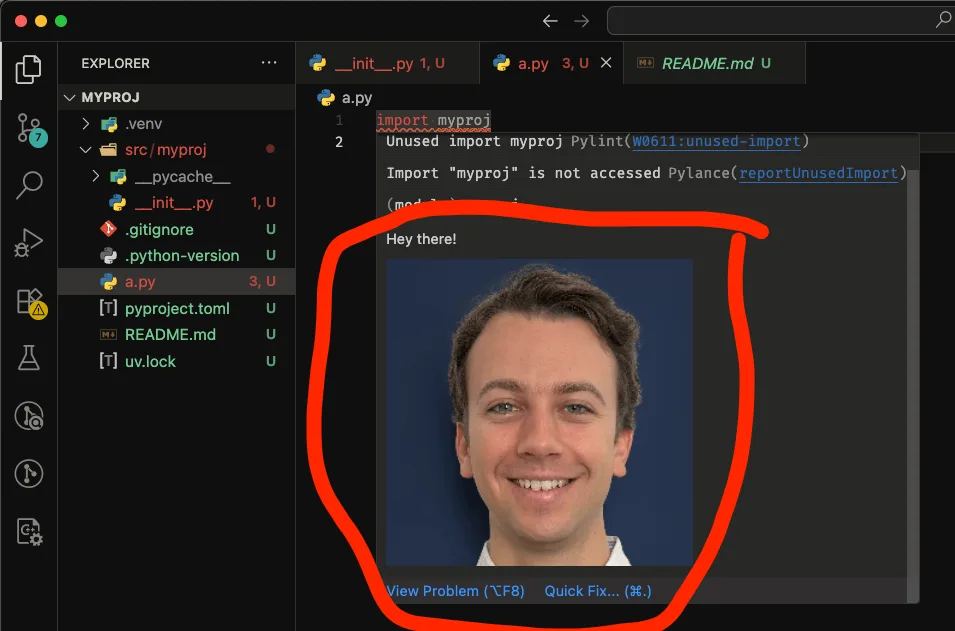 EXPLORER
MYPROJ
.venv
src/myproj
__pycache__
__init__.py 1, U
.gitignore U
.python-version U
a.py 3, U
pyproject.toml U
README.md U
uv.lock U
7
__init__.py 1, U
a.py 3, U
README.md U
a.py
1 import myproj
2
Unused import myproj Pylint(W0611:unused-import)
Import "myproj" is not accessed Pylance(reportUnusedImport)
Hey there!
View Problem (⌥F8) Quick Fix... (⌘.)